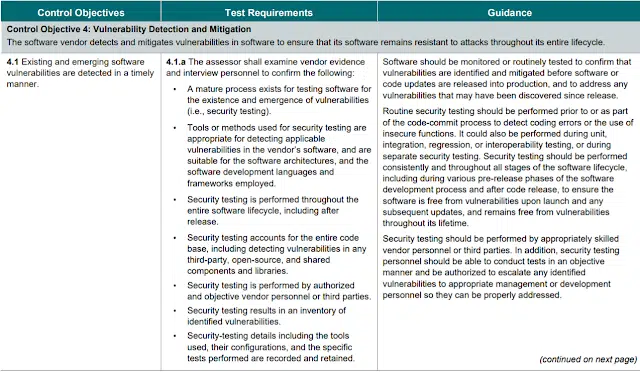 Control Objectives
Test Requirements
Guidance
Control Objective 4: Vulnerability Detection and Mitigation
The software vendor detects and mitigates vulnerabilities in software to ensure that its software remains resistant to attacks throughout its entire lifecycle.
4.1 Existing and emerging software
vulnerabilities are detected in a timely
manner.
4.1.a The assessor shall examine vendor evidence
and interview personnel to confirm the following:
• A mature process exists for testing software for
the existence and emergence of vulnerabilities
(i.e., security testing).
• Tools or methods used for security testing are
appropriate for detecting applicable
vulnerabilities in the vendor's software, and are
suitable for the software architectures, and the
software development languages and
frameworks employed.
• Security testing is performed throughout the
entire software lifecycle, including after
release.
• Security testing accounts for the entire code
base, including detecting vulnerabilities in any
third-party, open-source, and shared
components and libraries.
• Security testing is performed by authorized
and objective vendor personnel or third parties.
• Security testing results in an inventory of
identified vulnerabilities.
• Security-testing details including the tools
used, their configurations, and the specific
tests performed are recorded and retained.
Software should be monitored or routinely tested to confirm that
vulnerabilities are identified and mitigated before software or
code updates are released into production, and to address any
vulnerabilities that may have been discovered since release.
Routine security testing should be performed prior to or as part
of the code-commit process to detect coding errors or the use of
insecure functions. It could also be performed during unit,
integration, regression, or interoperability testing, or during
separate security testing. Security testing should be performed
consistently and throughout all stages of the software lifecycle,
including during various pre-release phases of the software
development process and after code release, to ensure the
software is free from vulnerabilities upon launch and any
subsequent updates, and remains free from vulnerabilities
throughout its lifetime.
Security testing should be performed by appropriately skilled
vendor personnel or third parties. In addition, security testing
personnel should be able to conduct tests in an objective
manner and be authorized to escalate any identified
vulnerabilities to appropriate management or development
personnel so they can be properly addressed.
(continued on next page)